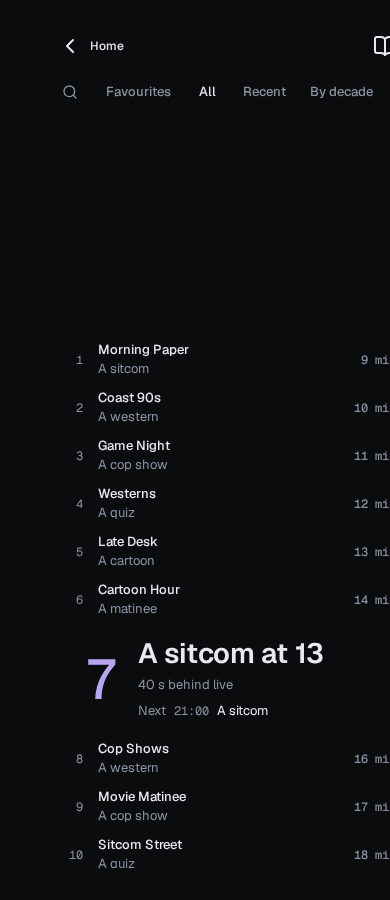 Home
Favourites All Recent By decade
1 Morning Paper 9 mi
A sitcom
2 Coast 90s 10 mi
A western
3 Game Night 11 mi
A cop show
4 Westerns 12 mi
A quiz
5 Late Desk 13 mi
A cartoon
6 Cartoon Hour 14 mi
A matinee
7 A sitcom at 13
40 s behind live
Next 21:00 A sitcom
8 Cop Shows 16 mi
A western
9 Movie Matinee 17 mi
A cop show
10 Sitcom Street 18 mi
A quiz